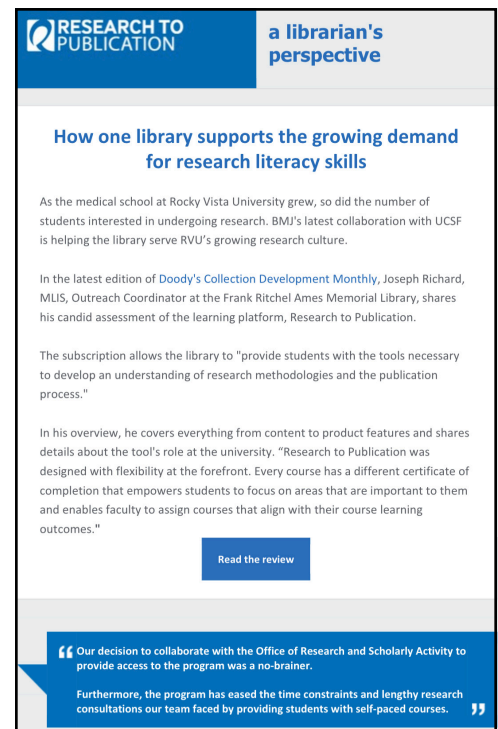 RESEARCH TO
PUBLICATION
a librarian's
perspective
How one library supports the growing demand
for research literacy skills
As the medical school at Rocky Vista University grew, so did the number of
students interested in undergoing research. BMJ's latest collaboration with UCSF
is helping the library serve RVU's growing research culture.
In the latest edition of Doody's Collection Development Monthly, Joseph Richard,
MLIS, Outreach Coordinator at the Frank Ritchel Ames Memorial Library, shares
his candid assessment of the learning platform, Research to Publication.
The subscription allows the library to "provide students with the tools necessary
to develop an understanding of research methodologies and the publication
process."
In his overview, he covers everything from content to product features and shares
details about the tool's role at the university. “Research to Publication was
designed with flexibility at the forefront. Every course has a different certificate of
completion that empowers students to focus on areas that are important to them
and enables faculty to assign courses that align with their course learning
outcomes."
Read the review
“ Our decision to collaborate with the Office of Research and Scholarly Activity to
provide access to the program was a no-brainer.
Furthermore, the program has eased the time constraints and lengthy research
consultations our team faced by providing students with self-paced courses. ”